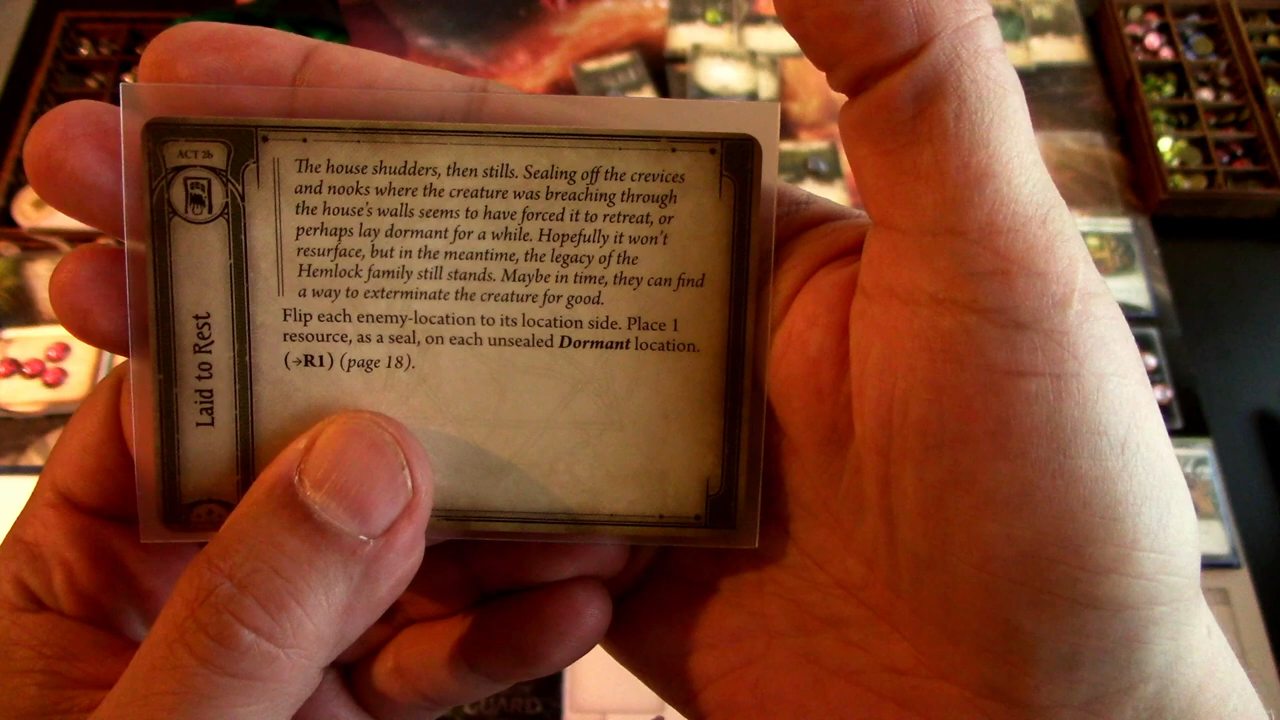 ACT 2b
Laid to Rest
The house shudders, then stills. Sealing off the crevices
and nooks where the creature was breaching through
the house's walls seems to have forced it to retreat, or
perhaps lay dormant for a while. Hopefully it won't
resurface, but in the meantime, the legacy of the
Hemlock family still stands. Maybe in time, they can find
a way to exterminate the creature for good.
Flip each enemy-location to its location side. Place 1
resource, as a seal, on each unsealed Dormant location.
(→R1) (page 18).